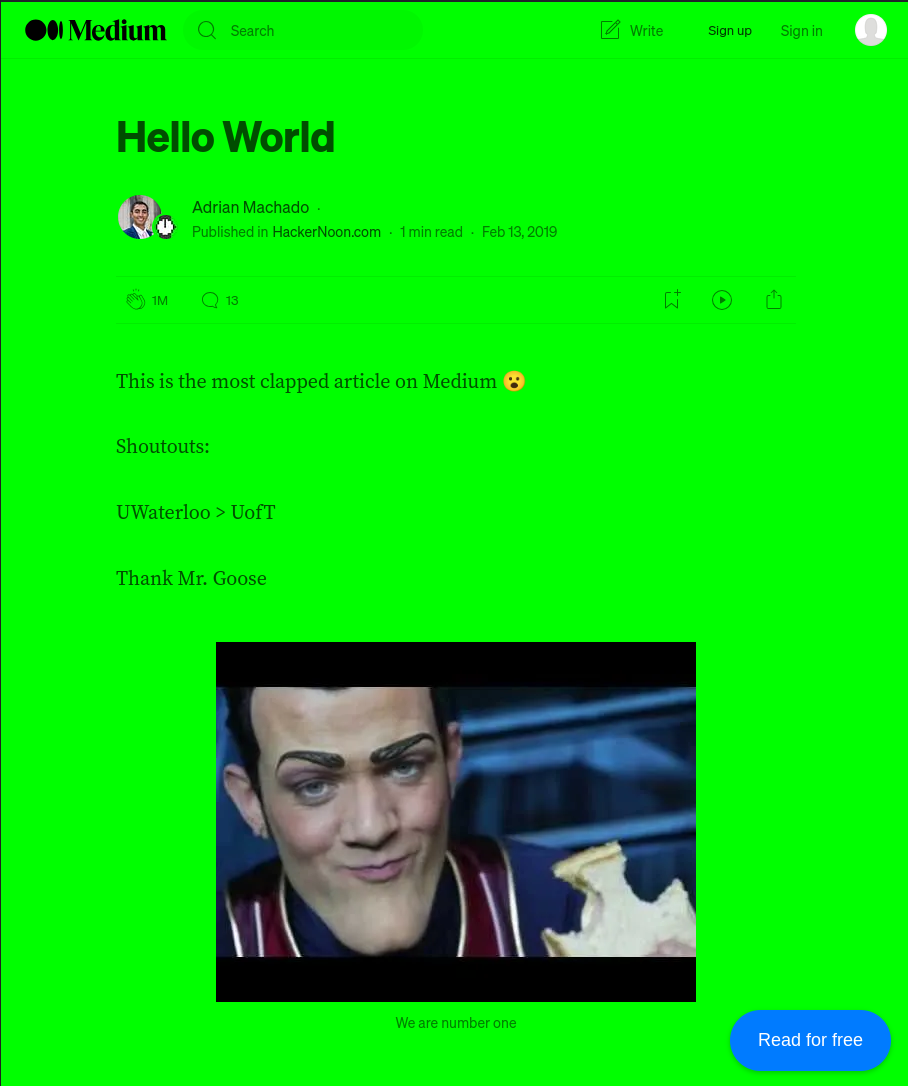 Medium
Search
Write
Sign up
Sign in
Hello World
Adrian Machado ·
Published in HackerNoon.com · 1 min read · Feb 13, 2019
1M
13
This is the most clapped article on Medium 😮
Shoutouts:
UWaterloo > UofT
Thank Mr. Goose
We are number one
Read for free